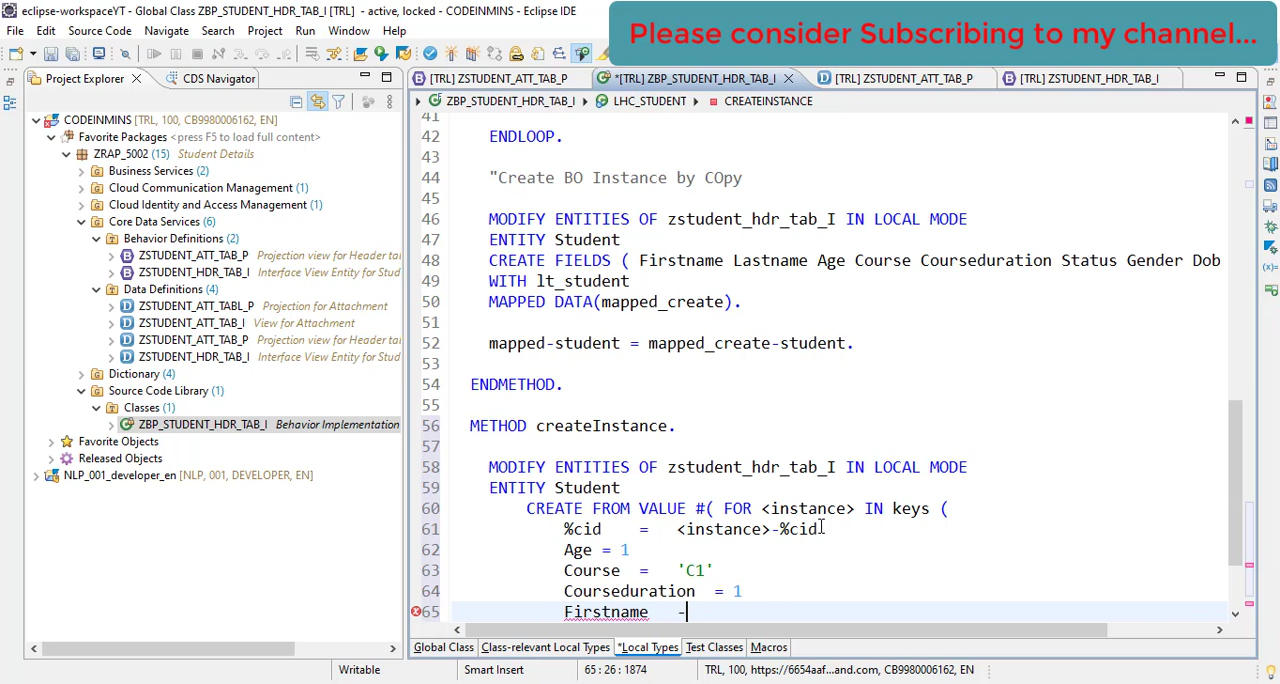 eclipse-workspaceYT - Global Class ZBP_STUDENT_HDR_TAB_I [TRL] - active, locked - CODEINMINS - Eclipse IDE
Please consider Subscribing to my channel...
File Edit Source Code Navigate Search Project Run Window Help
Project Explorer CDS Navigator
[TRL] ZSTUDENT_ATT_TAB_I *[TRL] ZBP_STUDENT_HDR_TAB_I [TRL] ZSTUDENT_ATT_TAB_P [TRL] ZSTUDENT_HDR_TAB_I
ZBP_STUDENT_HDR_TAB_I LHC_STUDENT CREATEINSTANCE
CODEINMINS [TRL, 100, CB9980006162, EN]
Favorite Packages <press F5 to load full content>
ZRAP_5002 (15) Student Details
Business Services (2)
Cloud Communication Management (1)
Cloud Identity and Access Management (1)
Core Data Services (6)
Behavior Definitions (2)
ZSTUDENT_ATT_TAB_P Projection view for Header ta
ZSTUDENT_HDR_TAB_I Interface View Entity for Stud
Data Definitions (4)
ZSTUDENT_ATT_TABL_P Projection for Attachment
ZSTUDENT_ATT_TAB_I View for Attachment
ZSTUDENT_ATT_TAB_P Projection view for Header ta
ZSTUDENT_HDR_TAB_I Interface View Entity for Stud
Dictionary (4)
Source Code Library (1)
Classes (1)
ZBP_STUDENT_HDR_TAB_I Behavior Implementation
Favorite Objects
Released Objects
NLP_001_developer_en [NLP, 001, DEVELOPER, EN]
41
42 ENDLOOP.
43
44 "Create BO Instance by COpy
45
46 MODIFY ENTITIES OF zstudent_hdr_tab_I IN LOCAL MODE
47 ENTITY Student
48 CREATE FIELDS ( Firstname Lastname Age Course Courseduration Status Gender Dob
49 WITH lt_student
50 MAPPED DATA(mapped_create).
51
52 mapped-student = mapped_create-student.
53
54 ENDMETHOD.
55
56 METHOD createInstance.
57
58 MODIFY ENTITIES OF zstudent_hdr_tab_I IN LOCAL MODE
59 ENTITY Student
60 CREATE FROM VALUE #( FOR <instance> IN keys (
61 %cid = <instance>-%cid
62 Age = 1
63 Course = 'C1'
64 Courseduration = 1
65 Firstname -
Global Class Class-relevant Local Types *Local Types Test Classes Macros
Writable Smart Insert 65 : 26 : 1874 TRL, 100, https://6654aaf...and.com, CB9980006162, EN